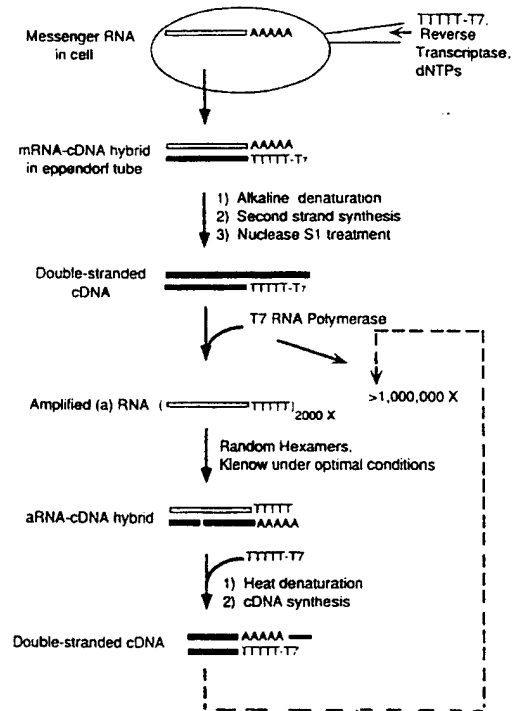 Messenger RNA
in cell
AAAAA
TTTTT-T7,
Reverse
Transcriptase,
dNTPs
mRNA-cDNA hybrid
in eppendorf tube
AAAAA
TTTTT-T7
1) Alkaline denaturation
2) Second strand synthesis
3) Nuclease S1 treatment
Double-stranded
cDNA
TTTTT-T7
T7 RNA Polymerase
>1,000,000 X
Amplified (a) RNA
( TTTTT)2000 X
Random Hexamers,
Klenow under optimal conditions
aRNA-cDNA hybrid
TTTTT
AAAAA
TTTTT-T7
1) Heat denaturation
2) cDNA synthesis
Double-stranded cDNA
AAAAA
TTTTT-T7